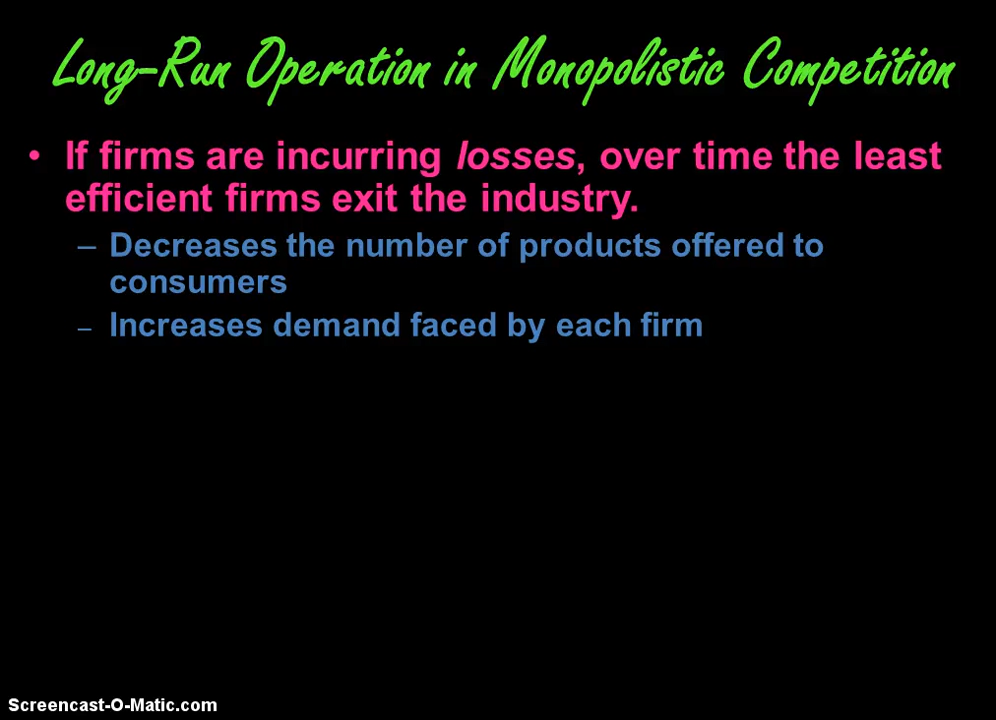 Long-Run Operation in Monopolistic Competition
• If firms are incurring losses, over time the least
efficient firms exit the industry.
– Decreases the number of products offered to
consumers
– Increases demand faced by each firm
Screencast-O-Matic.com